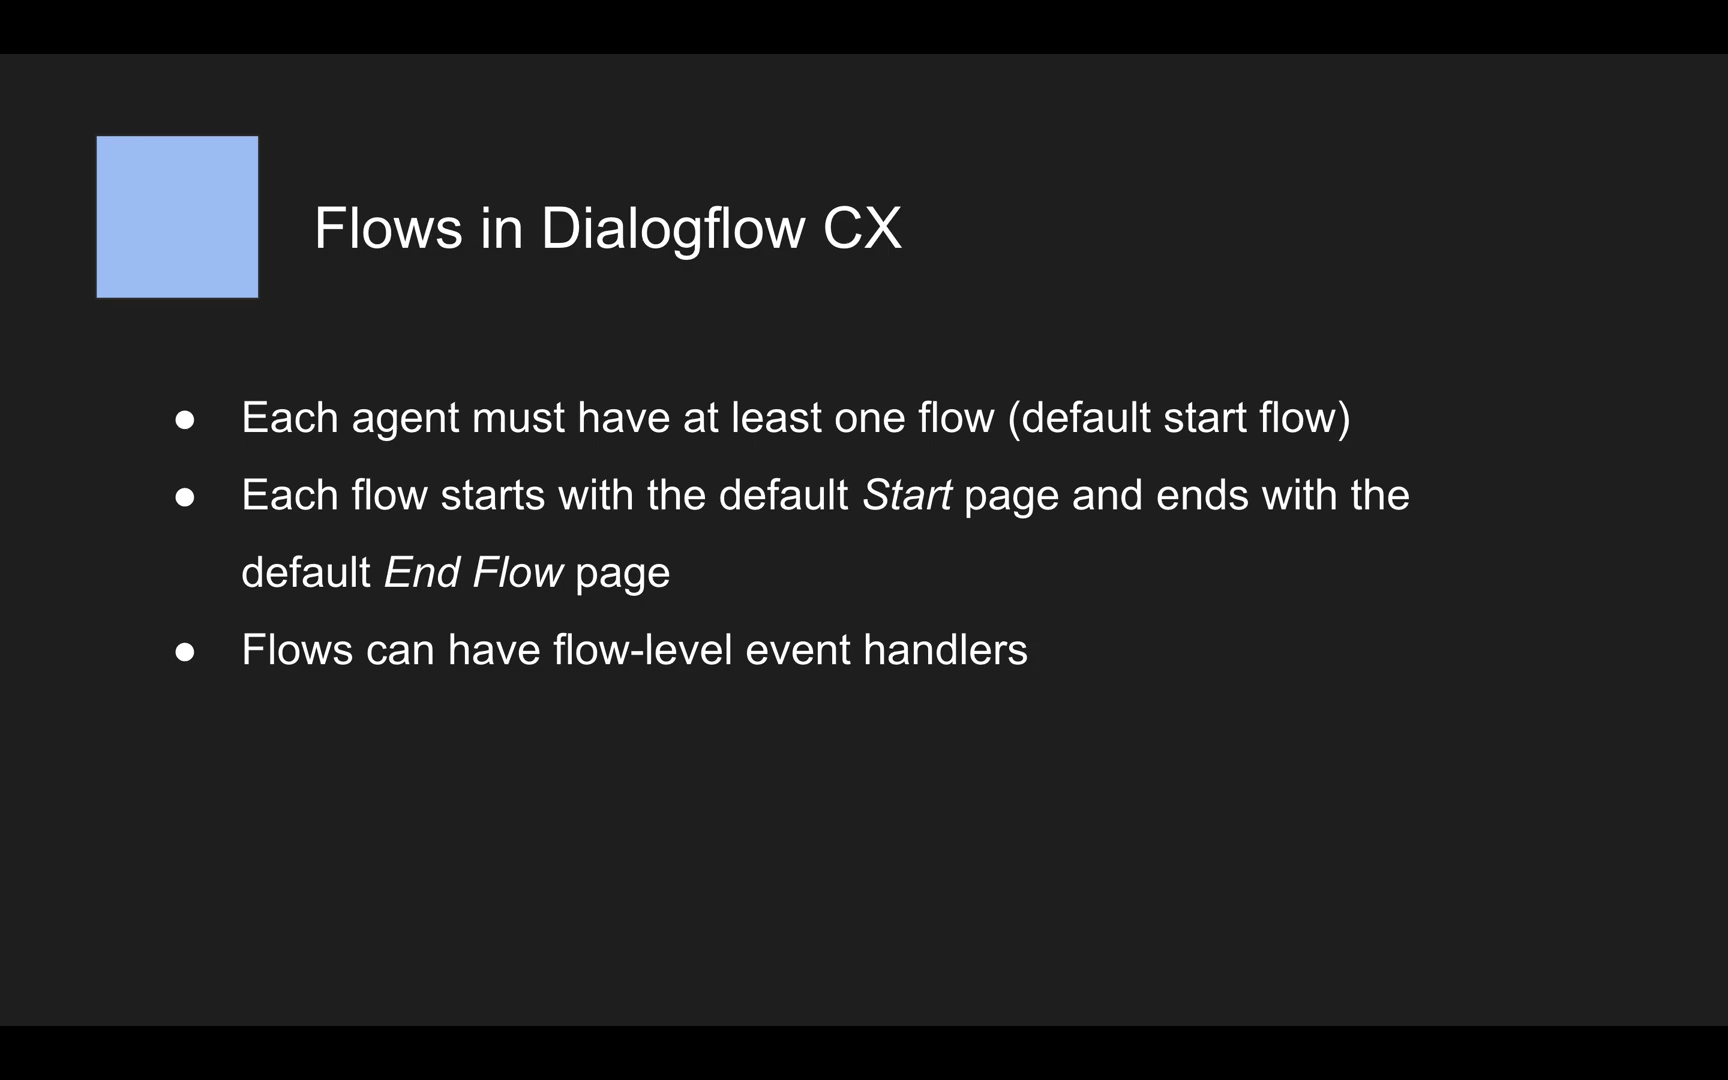 Flows in Dialogflow CX
● Each agent must have at least one flow (default start flow)
● Each flow starts with the default Start page and ends with the
default End Flow page
● Flows can have flow-level event handlers